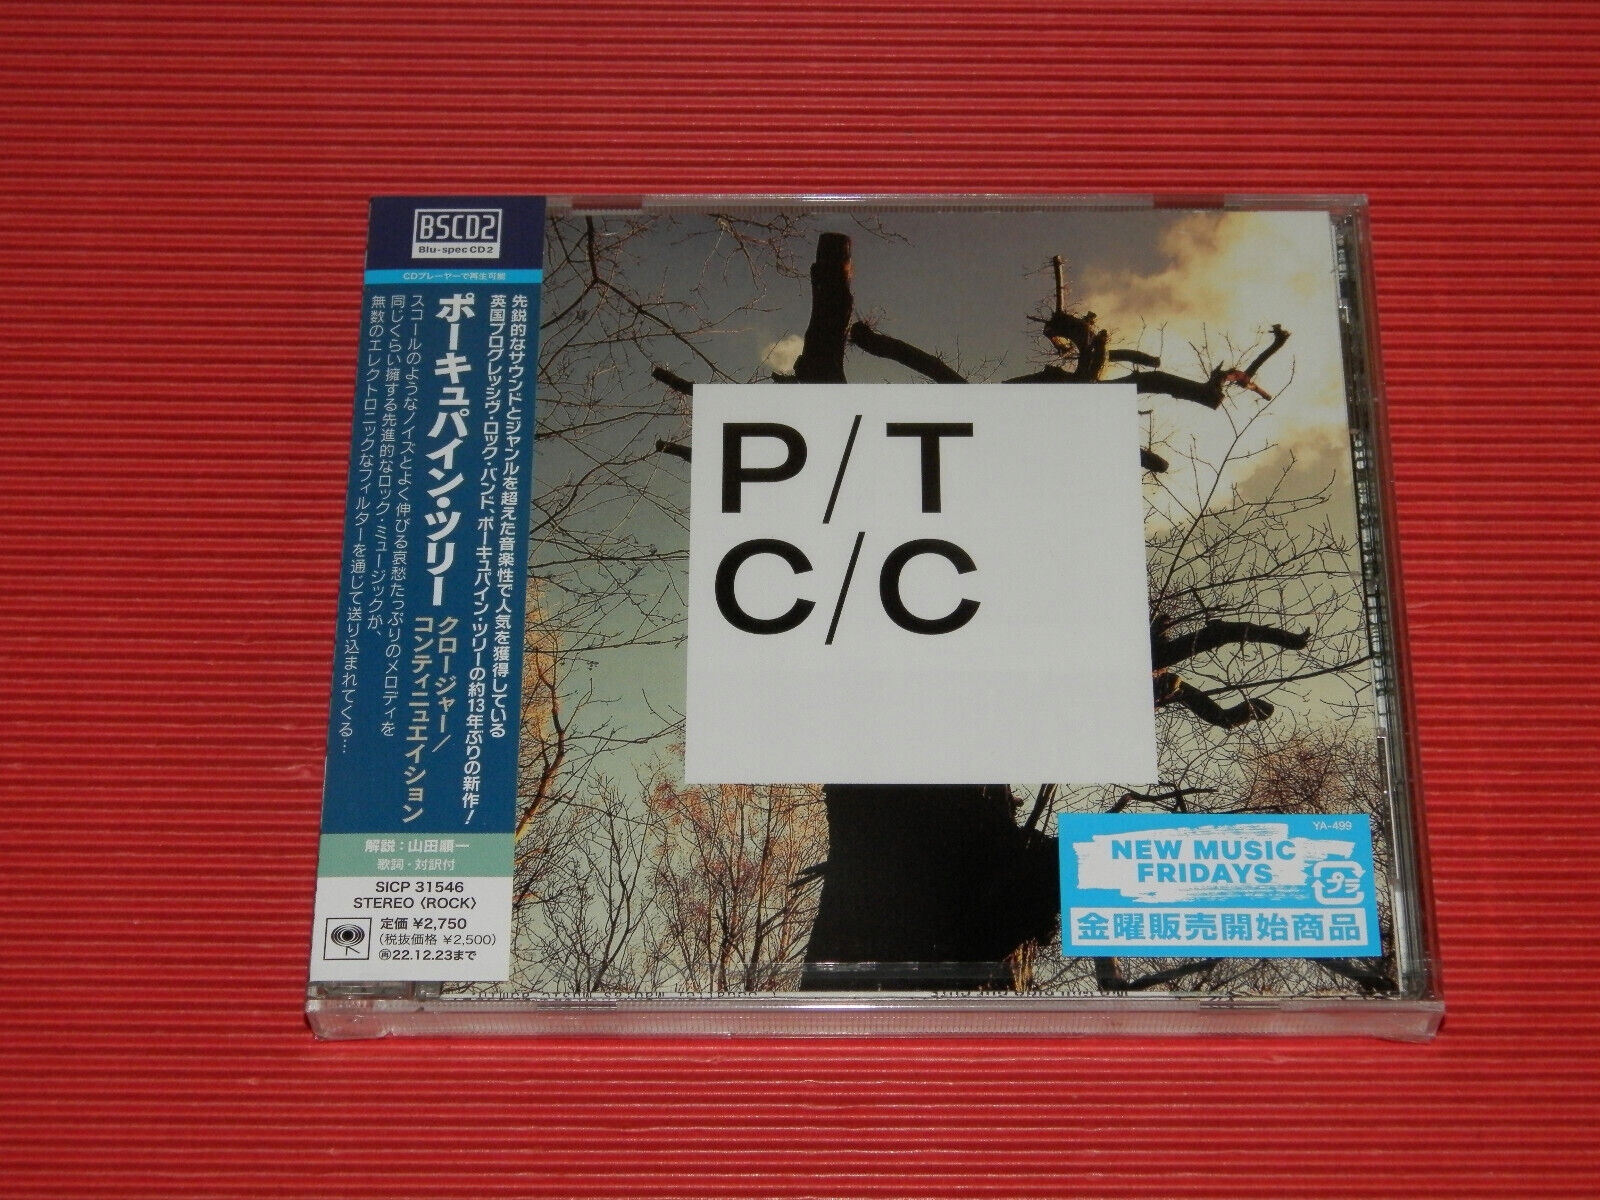 BSCD2
Blu-spec CD2
CDプレーヤーで再生可能
先鋭的なサウンドとジャンルを超えた音楽性で人気を獲得している
英国プログレッシヴ・ロック・バンド、ポーキュパイン・ツリーの約13年ぶりの新作!
ポーキュパイン・ツリー
クロージャー/
コンティニュエイション
スコールのようなノイズとよく伸びる哀愁たっぷりのメロディを
同じくらい擁する先進的なロック・ミュージックが、
無数のエレクトロニックなフィルターを通じて送り込まれてくる…
解説:山田順一
歌詞・対訳付
SICP 31546
STEREO〈ROCK〉
定価 ¥2,750
(税抜価格 ¥2,500)
㊞22.12.23まで
P/T
C/C
YA-499
NEW MUSIC
FRIDAYS
プラ
金曜販売開始商品